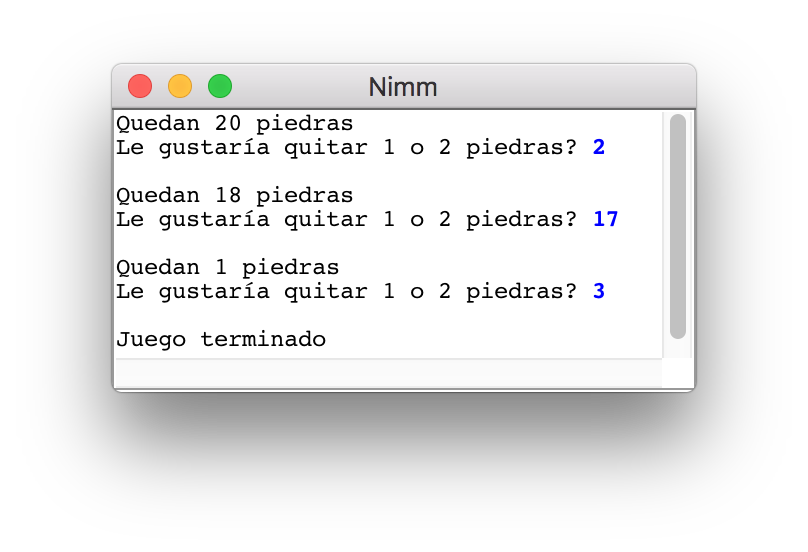 Nimm
Quedan 20 piedras
Le gustaría quitar 1 o 2 piedras? 2
Quedan 18 piedras
Le gustaría quitar 1 o 2 piedras? 17
Quedan 1 piedras
Le gustaría quitar 1 o 2 piedras? 3
Juego terminado